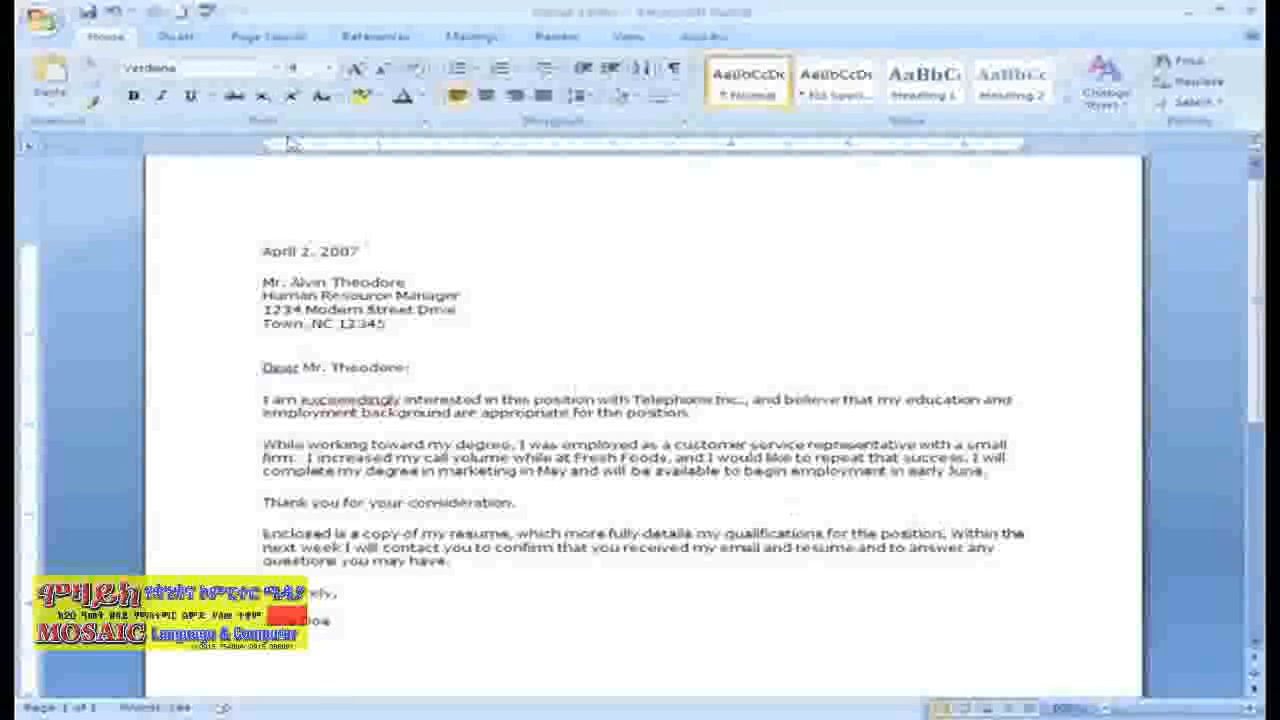 Home
Page Layout
References
Mailings
Review
View
Verdana
Paste
AaBbCcDc
AaBbCcDc
AaBbC
AaBbCc
Normal
Heading 1
Heading 2
Change
Styles
Find
Replace
Select
April 2, 2007
Mr. Alvin Theodore
Human Resource Manager
1234 Modern Street Drive
Town, NC 12345
Dear Mr. Theodore:
I am exceedingly interested in this position with Telephone Inc., and believe that my education and
employment background are appropriate for the position.
While working toward my degree, I was employed as a customer service representative with a small
firm. I increased my call volume while at Fresh Foods, and I would like to repeat that success. I will
complete my degree in marketing in May and will be available to begin employment in early June.
Thank you for your consideration.
Enclosed is a copy of my resume, which more fully details my qualifications for the position. Within the
next week I will contact you to confirm that you received my email and resume and to answer any
questions you may have.
Doe
ሞዛይክ
MOSAIC Language & Computer
Page 1 of 1